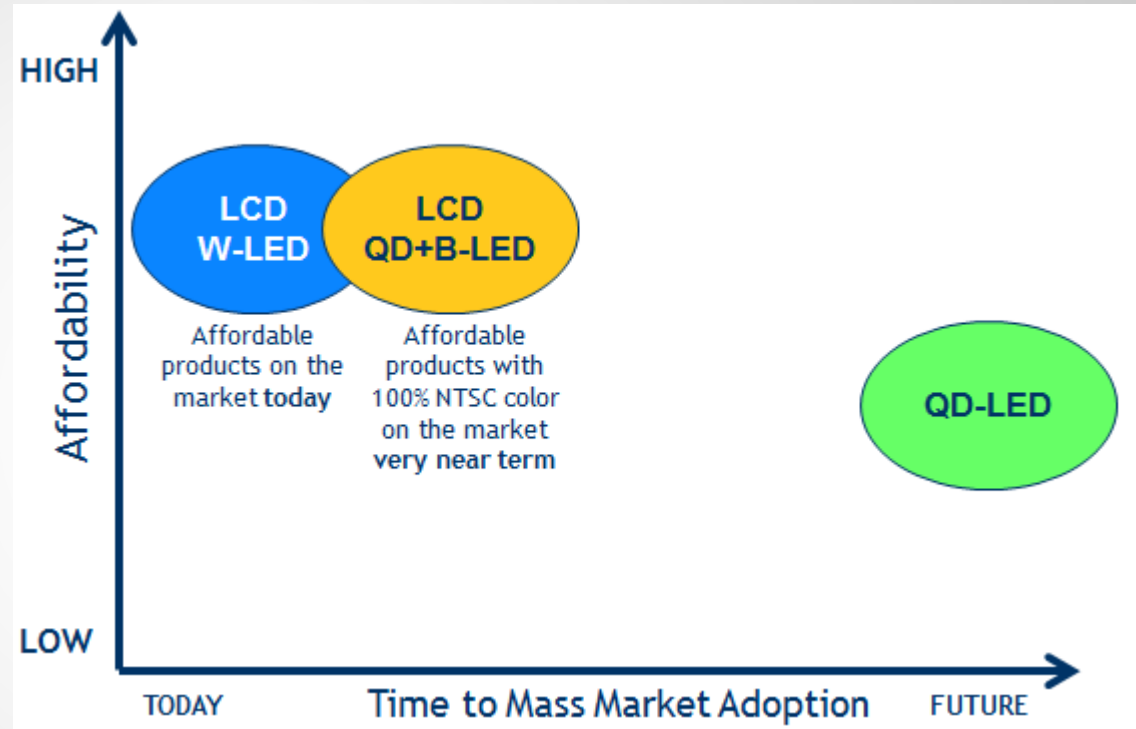 HIGH
Affordability
LOW
LCD
W-LED
Affordable
products on the
market today
LCD
QD+B-LED
Affordable
products with
100% NTSC color
on the market
very near term
QD-LED
TODAY
Time to Mass Market Adoption
FUTURE